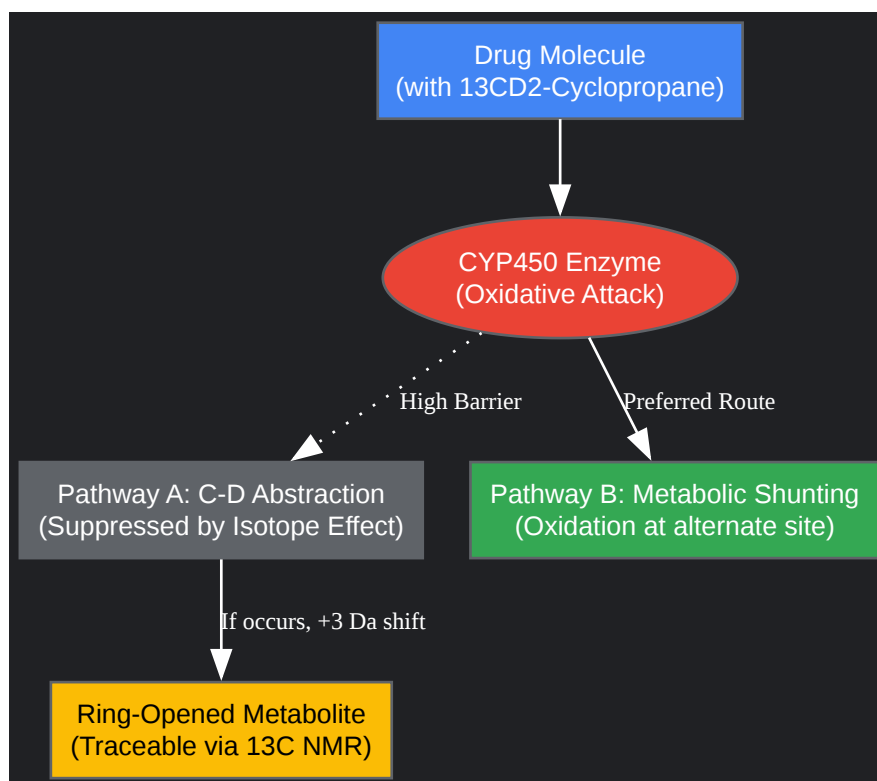 Drug Molecule
(with 13CD2-Cyclopropane)
CYP450 Enzyme
(Oxidative Attack)
High Barrier
Preferred Route
Pathway A: C-D Abstraction
(Suppressed by Isotope Effect)
Pathway B: Metabolic Shunting
(Oxidation at alternate site)
If occurs, +3 Da shift
Ring-Opened Metabolite
(Traceable via 13C NMR)